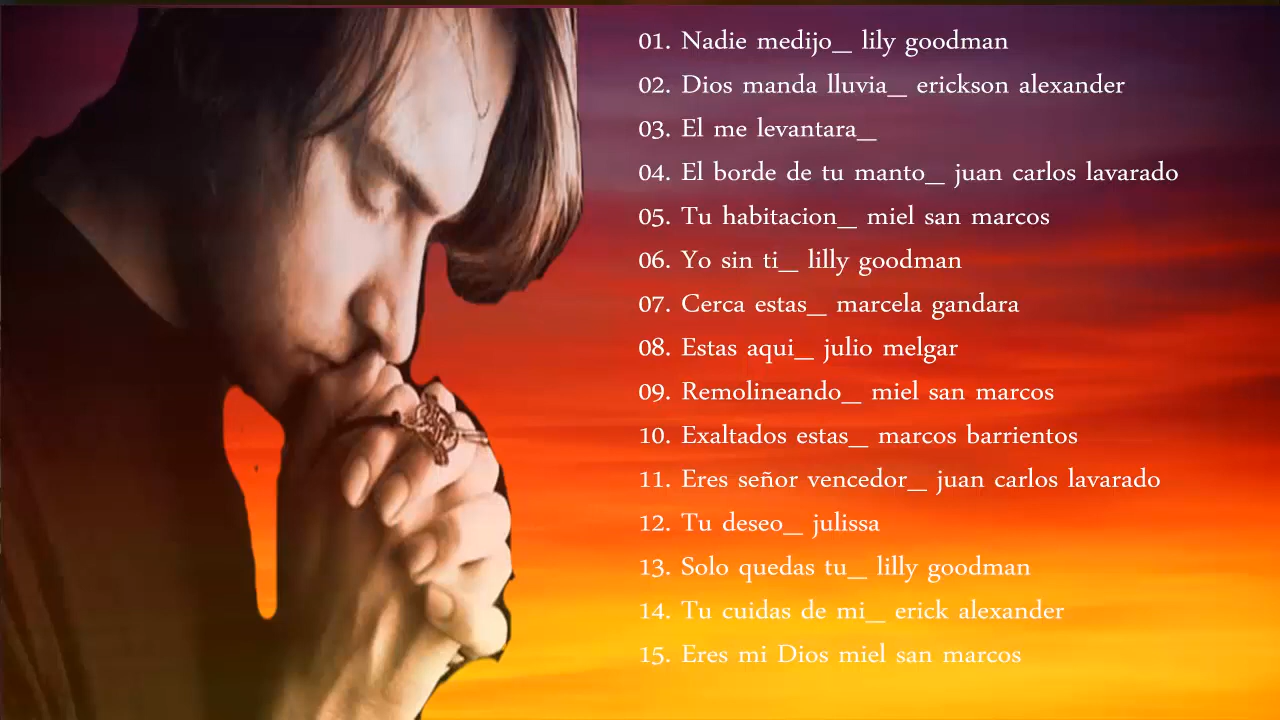 01. Nadie medijo_ lily goodman
02. Dios manda lluvia_ erickson alexander
03. El me levantara_
04. El borde de tu manto_ juan carlos lavarado
05. Tu habitacion_ miel san marcos
06. Yo sin ti_ lilly goodman
07. Cerca estas_ marcela gandara
08. Estas aqui_ julio melgar
09. Remolineando_ miel san marcos
10. Exaltados estas_ marcos barrientos
11. Eres señor vencedor_ juan carlos lavarado
12. Tu deseo_ julissa
13. Solo quedas tu_ lilly goodman
14. Tu cuidas de mi_ erick alexander
15. Eres mi Dios miel san marcos